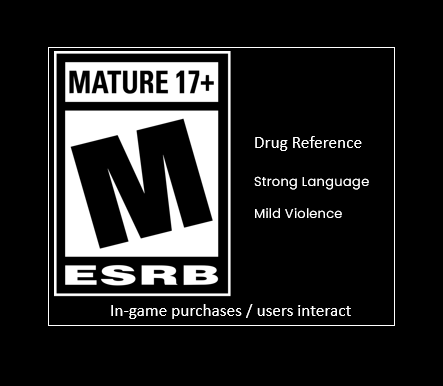 MATURE 17+
M
ESRB
Drug Reference
Strong Language
Mild Violence
In-game purchases / users interact